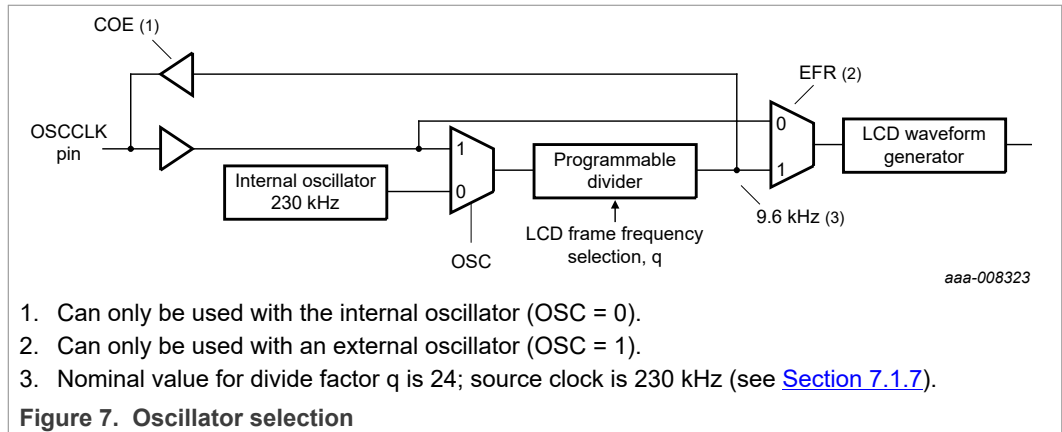 COE (1)
EFR (2)
OSCCLK
pin
0
1
LCD waveform
generator
1
0
Internal oscillator
230 kHz
Programmable
divider
9.6 kHz (3)
LCD frame frequency
selection, q
OSC
aaa-008323
1. Can only be used with the internal oscillator (OSC = 0).
2. Can only be used with an external oscillator (OSC = 1).
3. Nominal value for divide factor q is 24; source clock is 230 kHz (see Section 7.1.7).
Figure 7. Oscillator selection